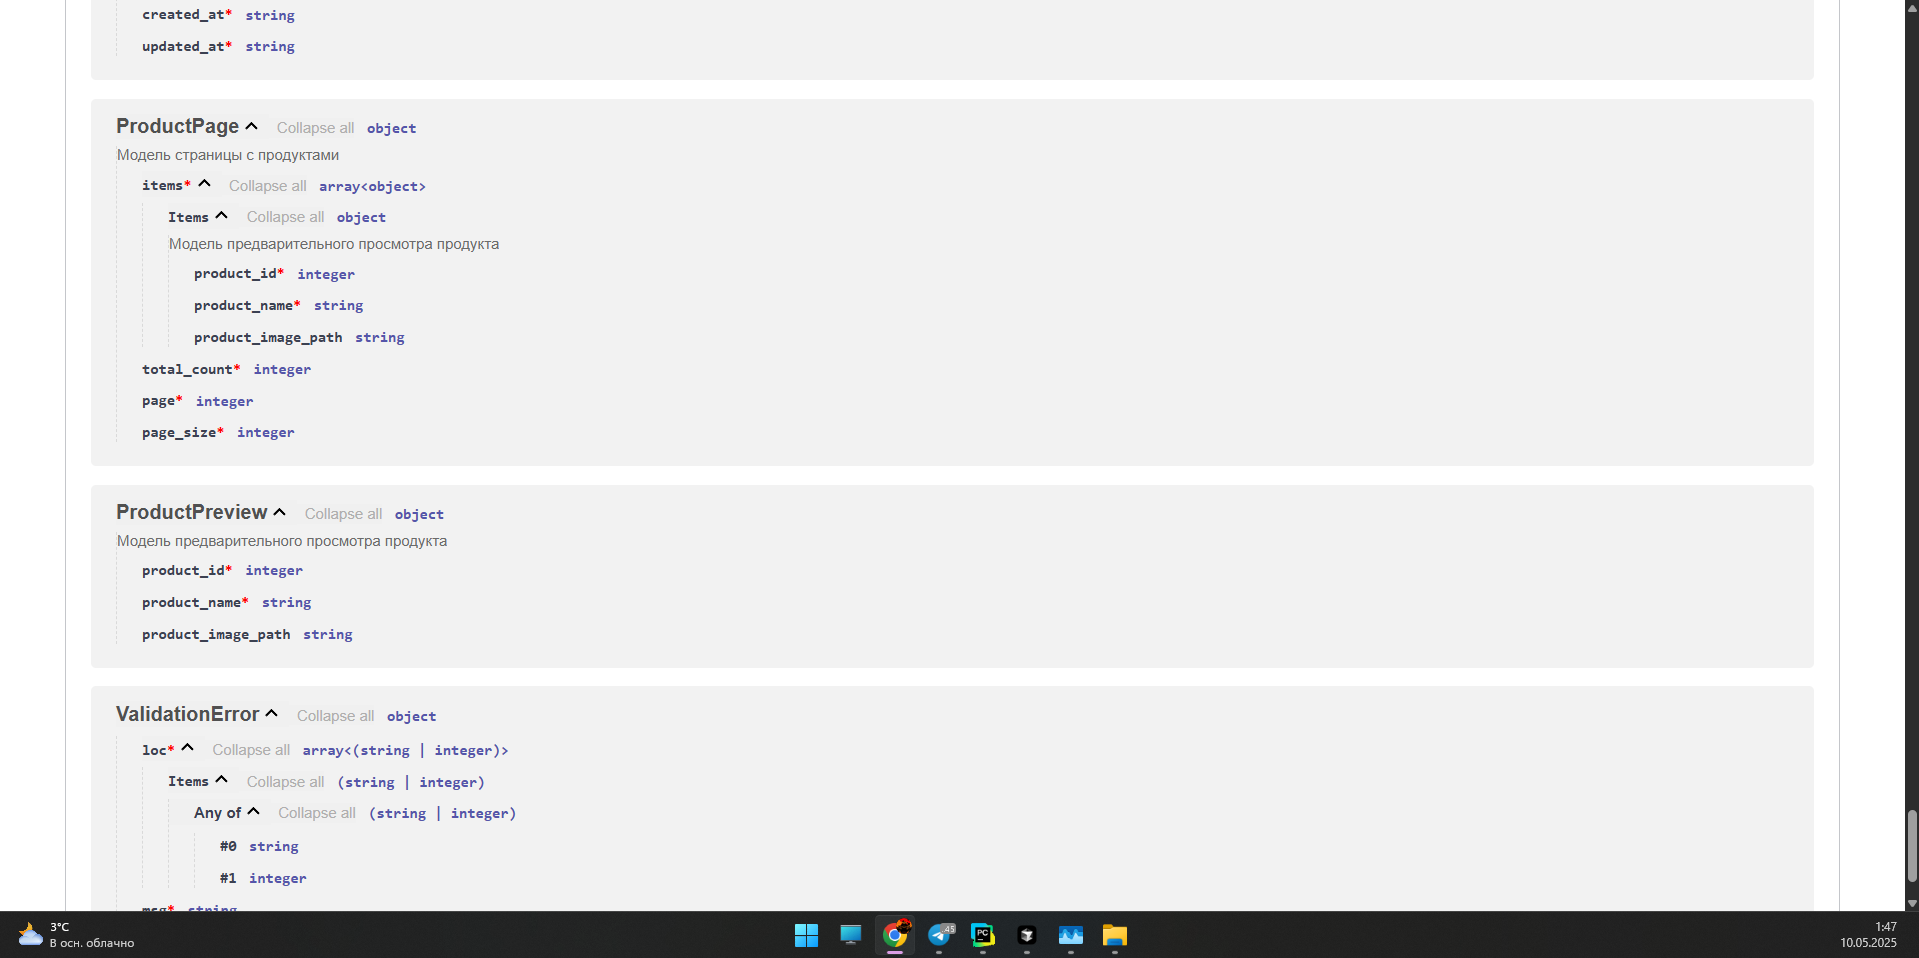 created_at* string
updated_at* string
ProductPage Collapse all object
Модель страницы с продуктами
items* Collapse all array<object>
Items Collapse all object
Модель предварительного просмотра продукта
product_id* integer
product_name* string
product_image_path string
total_count* integer
page* integer
page_size* integer
ProductPreview Collapse all object
Модель предварительного просмотра продукта
product_id* integer
product_name* string
product_image_path string
ValidationError Collapse all object
loc* Collapse all array<(string | integer)>
Items Collapse all (string | integer)
Any of Collapse all (string | integer)
#0 string
#1 integer
msg* string
3°C
В осн. облачно
45
PC
1:47
10.05.2025